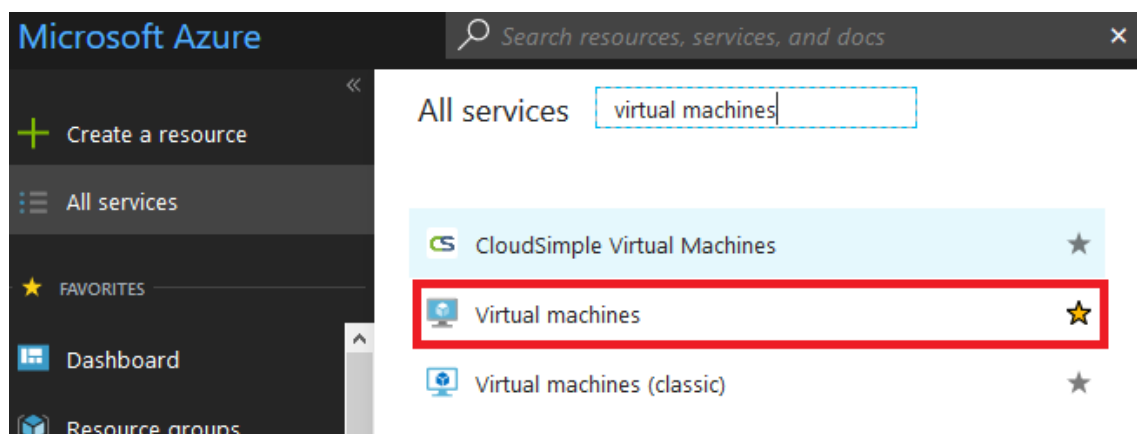 Microsoft Azure
Search resources, services, and docs
Create a resource
All services
FAVORITES
Dashboard
Resource groups
All services
virtual machines
CS CloudSimple Virtual Machines
Virtual machines
Virtual machines (classic)